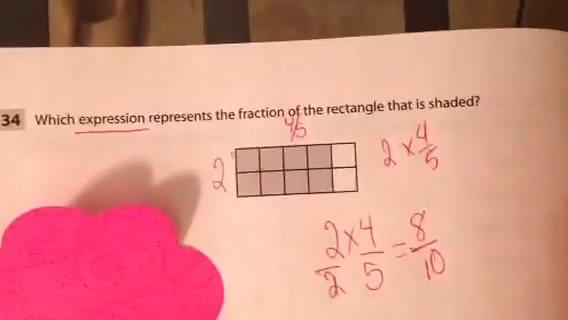 34 Which expression represents the fraction of the rectangle that is shaded?
4/5
2
2 × 4/5
2/2 × 4/5 = 8/10